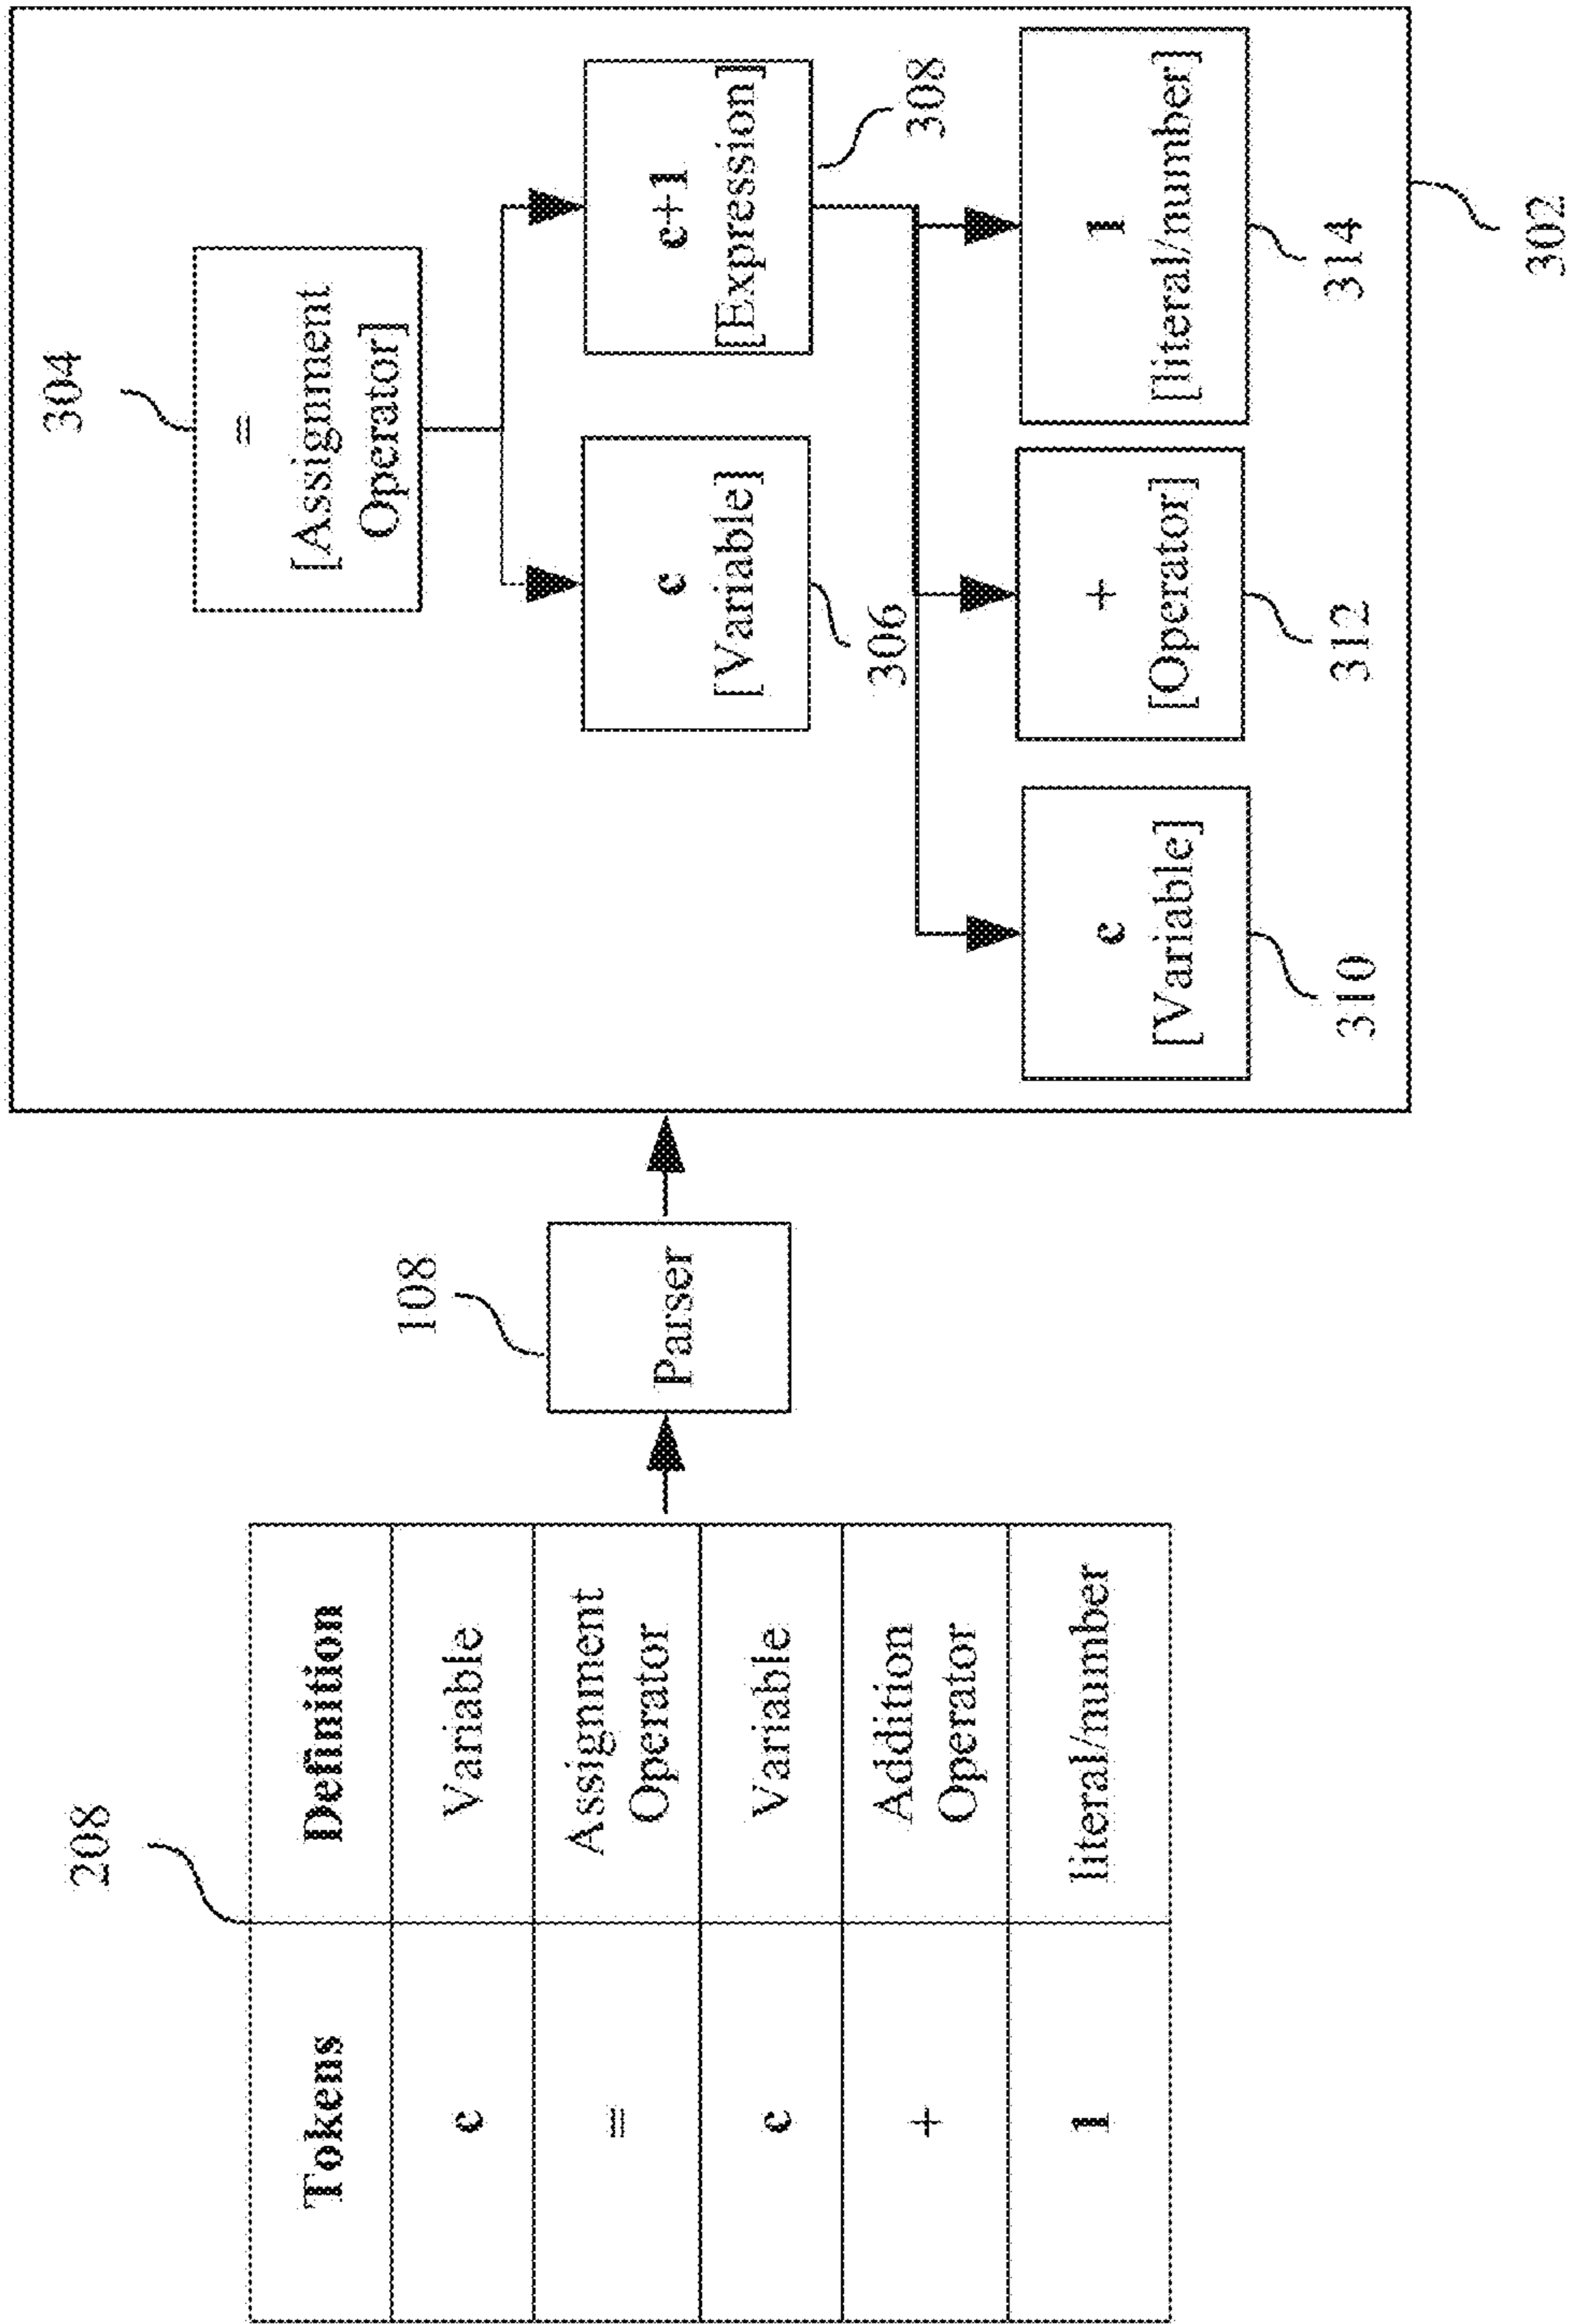 208
Tokens Definition
c Variable
= Assignment
Operator
c Variable
+ Addition
Operator
1 literal/number
108
Parser
304
=
[Assignment
Operator]
c
[Variable]
306
c+1
[Expression]
308
c
[Variable]
310
+
[Operator]
312
1
[literal/number]
314
302